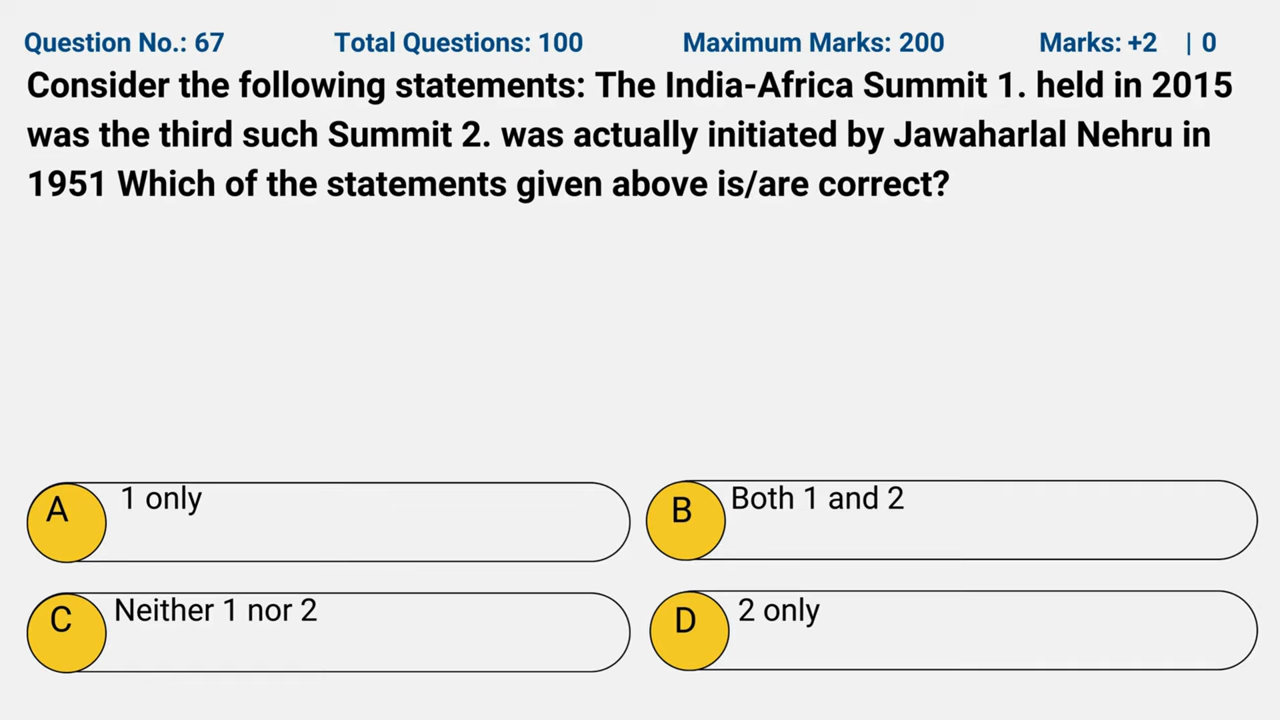 Question No.: 67 Total Questions: 100 Maximum Marks: 200 Marks: +2 | 0
Consider the following statements: The India-Africa Summit 1. held in 2015
was the third such Summit 2. was actually initiated by Jawaharlal Nehru in
1951 Which of the statements given above is/are correct?
A 1 only
B Both 1 and 2
C Neither 1 nor 2
D 2 only